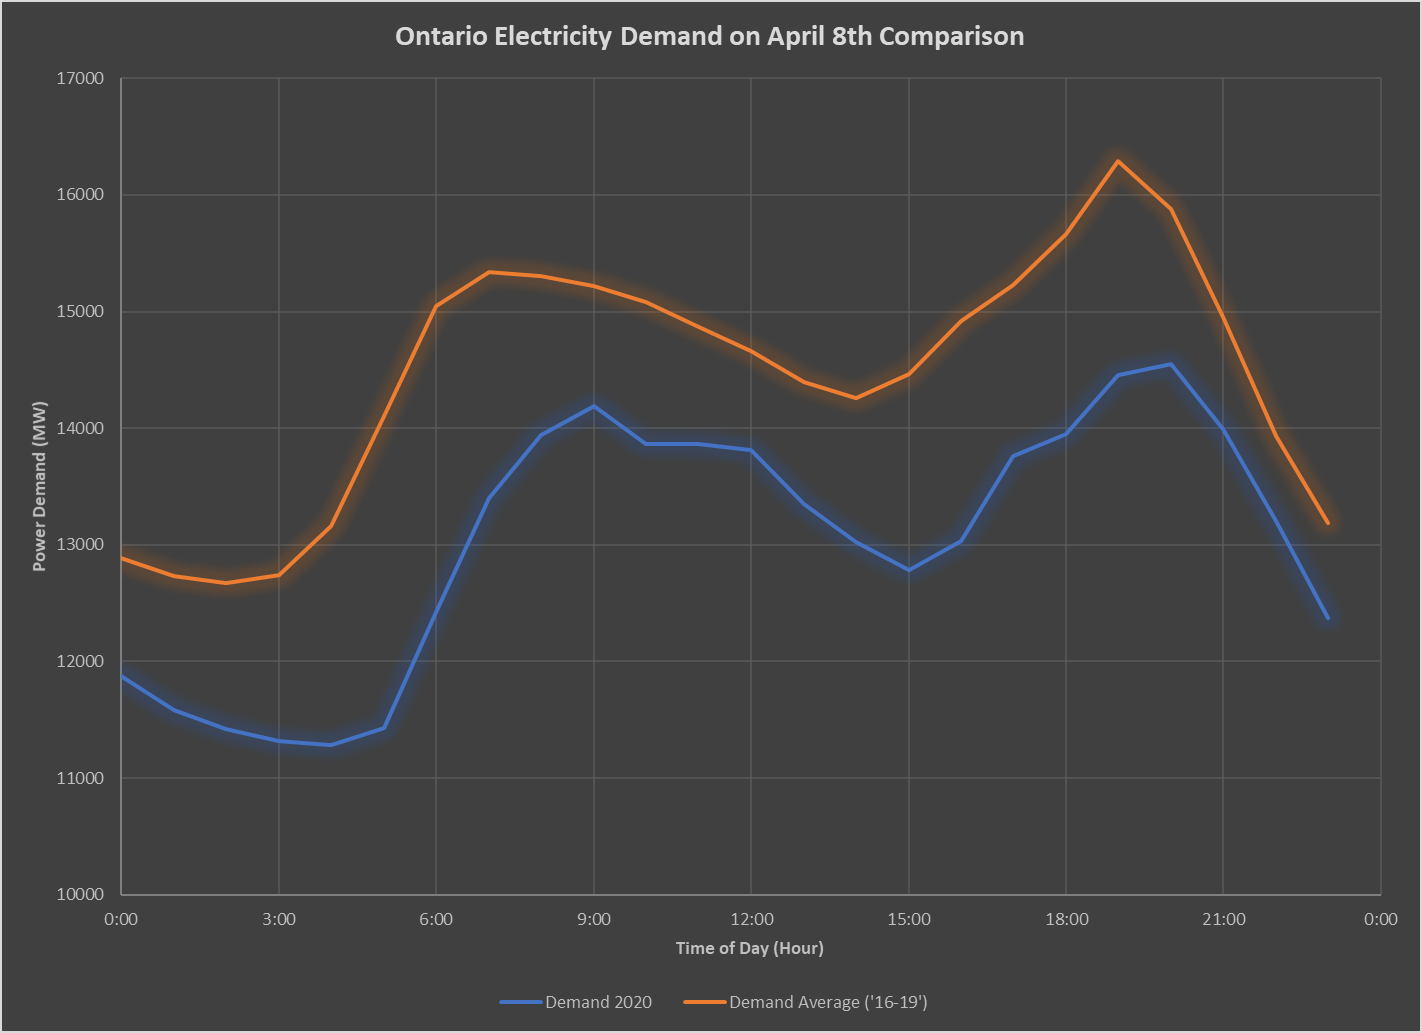 Ontario Electricity Demand on April 8th Comparison
17000
16000
15000
14000
13000
12000
11000
10000
Power Demand (MW)
0:00 3:00 6:00 9:00 12:00 15:00 18:00 21:00 0:00
Time of Day (Hour)
Demand 2020 Demand Average ('16-19')